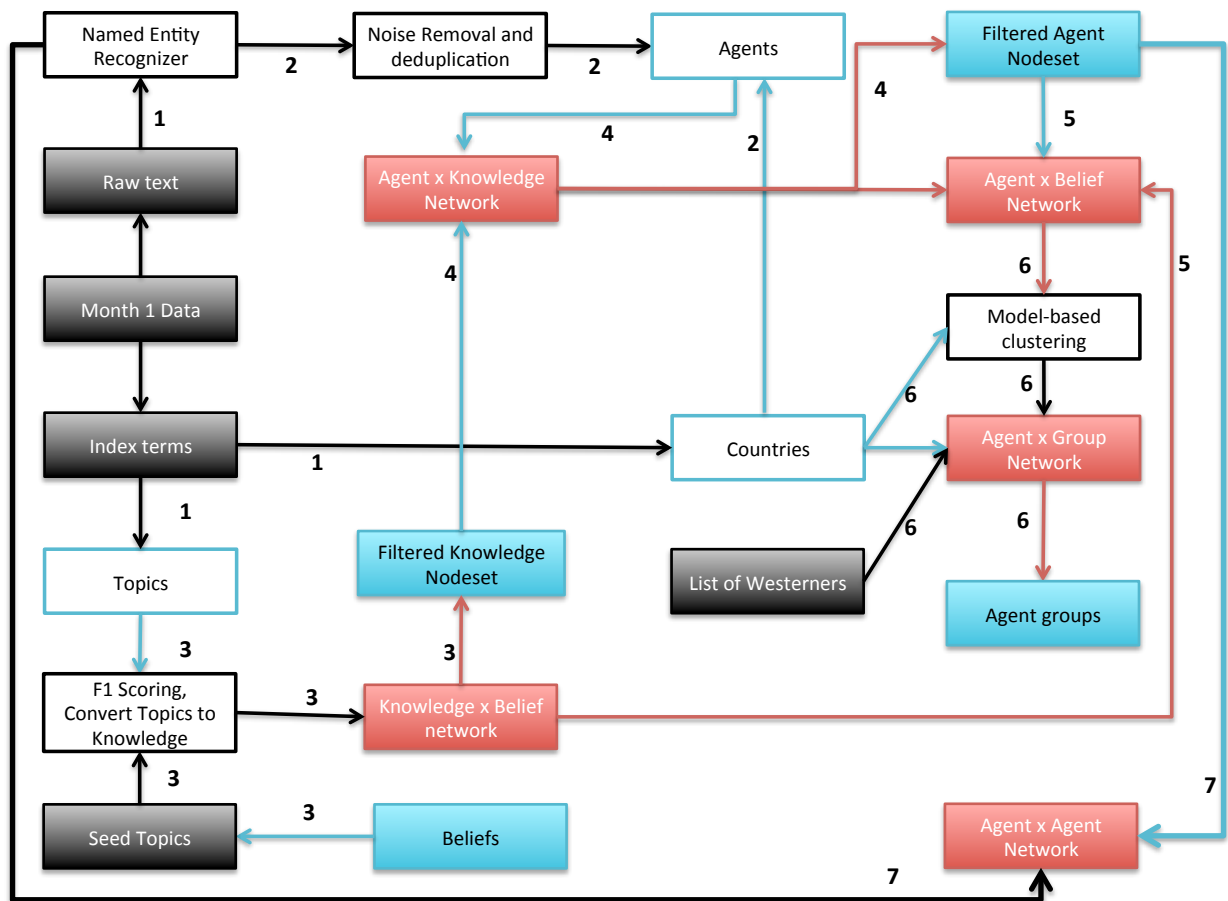 Named Entity
Recognizer
2
Noise Removal and
deduplication
2
Agents
Filtered Agent
Nodeset
1
4
4
5
2
Raw text
Agent x Knowledge
Network
Agent x Belief
Network
4
6
5
Month 1 Data
Model-based
clustering
6
6
Index terms
1
Countries
Agent x Group
Network
1
6
6
Topics
Filtered Knowledge
Nodeset
List of Westerners
Agent groups
3
3
F1 Scoring,
Convert Topics to
Knowledge
3
Knowledge x Belief
network
3
7
Seed Topics
3
Beliefs
Agent x Agent
Network
7